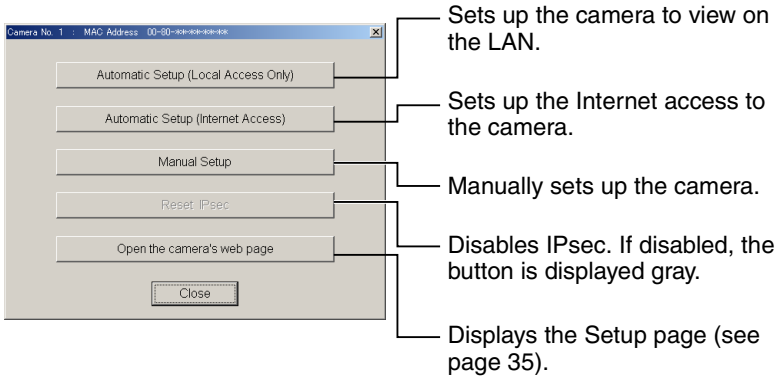 Camera No. 1 : MAC Address 00-80-**-**-**-**
Automatic Setup (Local Access Only)
Automatic Setup (Internet Access)
Manual Setup
Reset IPsec
Open the camera's web page
Close
Sets up the camera to view on
the LAN.
Sets up the Internet access to
the camera.
Manually sets up the camera.
Disables IPsec. If disabled, the
button is displayed gray.
Displays the Setup page (see
page 35).